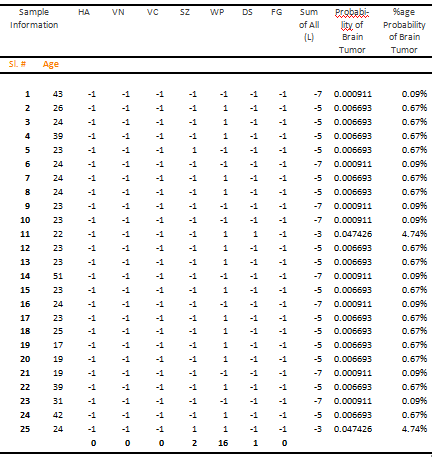 Sample HA VN VC SZ WP DS FG Sum Probabi- %age
Information of All lity of Probability
(L) Brain of Brain
Tumor Tumor
Sl. # Age
1 43 -1 -1 -1 -1 -1 -1 -1 -7 0.000911 0.09%
2 26 -1 -1 -1 -1 1 -1 -1 -5 0.006693 0.67%
3 24 -1 -1 -1 -1 1 -1 -1 -5 0.006693 0.67%
4 39 -1 -1 -1 -1 1 -1 -1 -5 0.006693 0.67%
5 23 -1 -1 -1 1 -1 -1 -1 -5 0.006693 0.67%
6 24 -1 -1 -1 -1 -1 -1 -1 -7 0.000911 0.09%
7 24 -1 -1 -1 -1 1 -1 -1 -5 0.006693 0.67%
8 24 -1 -1 -1 -1 1 -1 -1 -5 0.006693 0.67%
9 23 -1 -1 -1 -1 -1 -1 -1 -7 0.000911 0.09%
10 23 -1 -1 -1 -1 -1 -1 -1 -7 0.000911 0.09%
11 22 -1 -1 -1 -1 1 1 -1 -3 0.047426 4.74%
12 23 -1 -1 -1 -1 1 -1 -1 -5 0.006693 0.67%
13 23 -1 -1 -1 -1 1 -1 -1 -5 0.006693 0.67%
14 51 -1 -1 -1 -1 -1 -1 -1 -7 0.000911 0.09%
15 23 -1 -1 -1 -1 1 -1 -1 -5 0.006693 0.67%
16 24 -1 -1 -1 -1 -1 -1 -1 -7 0.000911 0.09%
17 23 -1 -1 -1 -1 1 -1 -1 -5 0.006693 0.67%
18 25 -1 -1 -1 -1 1 -1 -1 -5 0.006693 0.67%
19 17 -1 -1 -1 -1 1 -1 -1 -5 0.006693 0.67%
20 19 -1 -1 -1 -1 1 -1 -1 -5 0.006693 0.67%
21 19 -1 -1 -1 -1 -1 -1 -1 -7 0.000911 0.09%
22 39 -1 -1 -1 -1 1 -1 -1 -5 0.006693 0.67%
23 31 -1 -1 -1 -1 -1 -1 -1 -7 0.000911 0.09%
24 42 -1 -1 -1 -1 1 -1 -1 -5 0.006693 0.67%
25 24 -1 -1 -1 1 1 -1 -1 -3 0.047426 4.74%
0 0 0 2 16 1 0